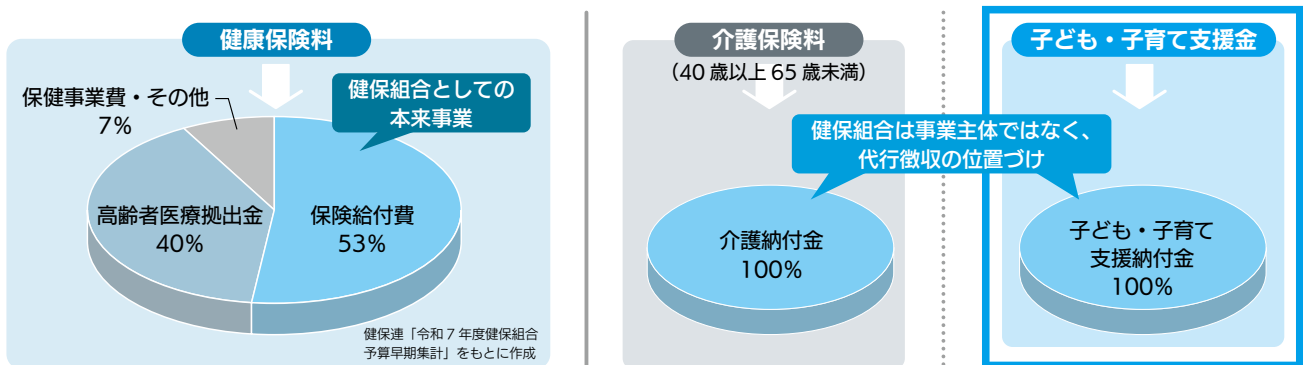 健康保険料
保健事業費・その他
7%
健保組合としての
本来事業
高齢者医療拠出金
40%
保険給付費
53%
健保連「令和7年度健保組合
予算早期集計」をもとに作成
介護保険料
（40歳以上65歳未満）
健保組合は事業主体ではなく、
代行徴収の位置づけ
介護納付金
100%
子ども・子育て支援金
子ども・子育て
支援納付金
100%